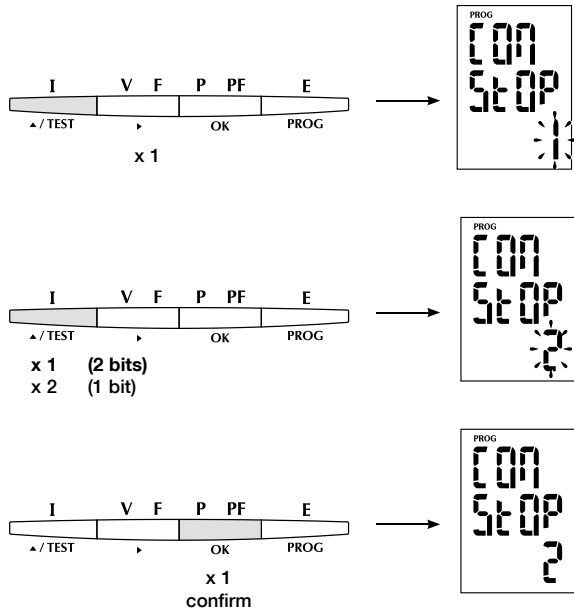 PROG
COM
StOP
1
I V F P PF E
/ TEST OK PROG
x 1
PROG
COM
StOP
2
I V F P PF E
/ TEST OK PROG
x 1 (2 bits)
x 2 (1 bit)
PROG
COM
StOP
2
I V F P PF E
/ TEST OK PROG
x 1
confirm